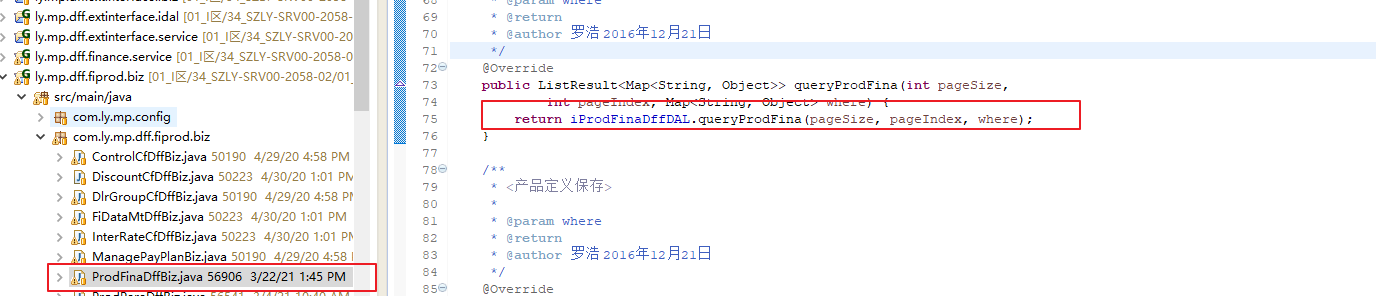 ly.mp.dff.extinterface.idal [01_I区/34_SZLY-SRV00-2058-
ly.mp.dff.extinterface.service [01_I区/34_SZLY-SRV00-2
ly.mp.dff.finance.service [01_I区/34_SZLY-SRV00-2058-
ly.mp.dff.fiprod.biz [01_I区/34_SZLY-SRV00-2058-02/01_
src/main/java
com.ly.mp.config
com.ly.mp.dff.fiprod.biz
ControlCfDffBiz.java 50190 4/29/20 4:58 PM
DiscountCfDffBiz.java 50223 4/30/20 1:01 PM
DlrGroupCfDffBiz.java 50190 4/29/20 4:58 PM
FiDataMtDffBiz.java 50223 4/30/20 1:01 PM
InterRateCfDffBiz.java 50223 4/30/20 1:01 PM
ManagePayPlanBiz.java 50190 4/29/20 4:58 P
ProdFinaDffBiz.java 56906 3/22/21 1:45 PM
68 * @param where
69 * @return
70 * @author 罗浩 2016年12月21日
71 */
72 @Override
73 public ListResult<Map<String, Object>> queryProdFina(int pageSize,
74 int pageIndex, Map<String, Object> where) {
75 return iProdFinaDffDAL.queryProdFina(pageSize, pageIndex, where);
76 }
77
78 /**
79 * <产品定义保存>
80 *
81 * @param where
82 * @return
83 * @author 罗浩 2016年12月21日
84 */
85 @Override